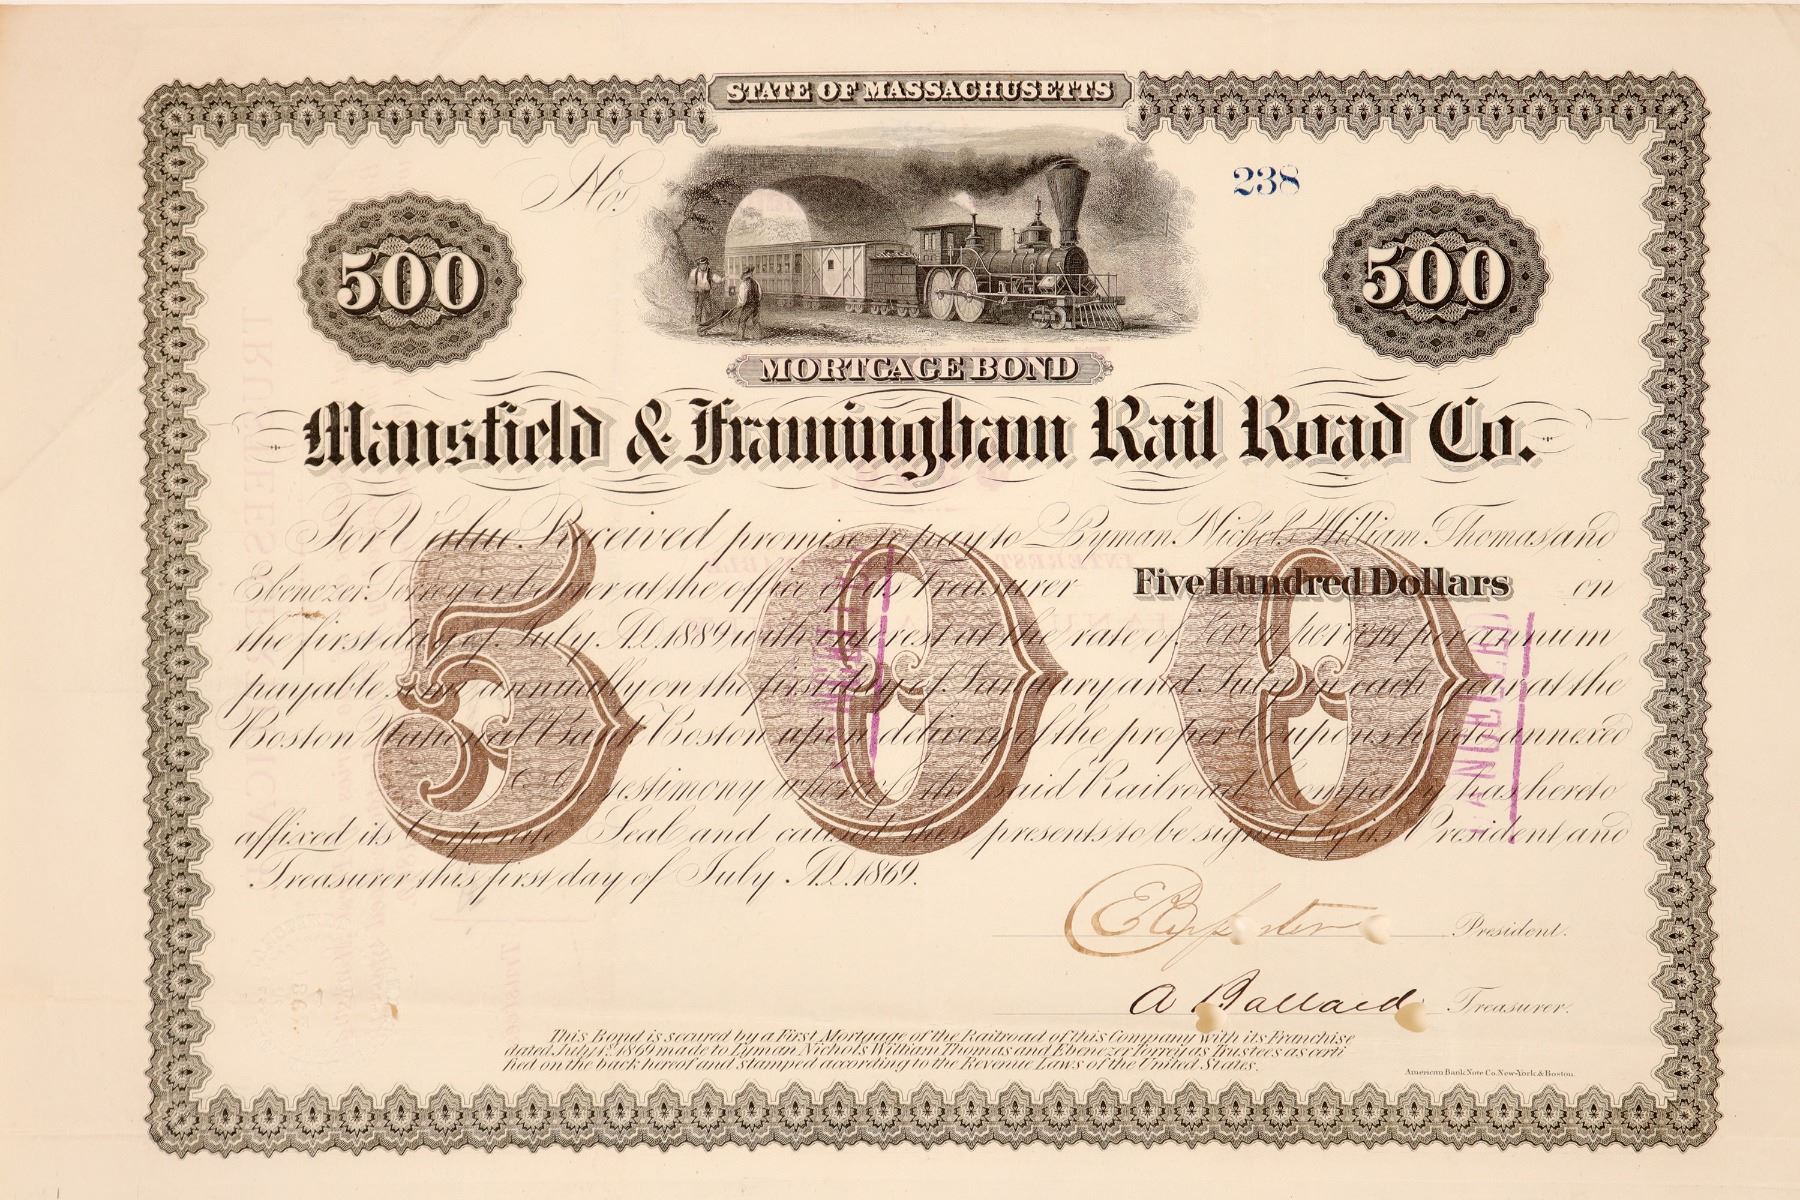 STATE OF MASSACHUSETTS
No. 238
500 500
MORTGAGE BOND
Mansfield & Framingham Rail Road Co.
For Value Received promises to pay to Lyman Nichols, William Thomas and
Ebenezer Torrey or bearer at the office of its Treasurer Five Hundred Dollars on
the first day of July, A.D. 1889, with interest at the rate of Seven per cent per annum
payable semi annually on the first day of January and July in each year at the
Boston National Bank Boston upon delivery of the proper Coupons hereto annexed
In Testimony whereof the said Railroad Company has hereto
affixed its Corporate Seal and caused these presents to be signed by its President and
Treasurer this first day of July A.D. 1869.
500
CANCELLED
CANCELLED
President.
A Ballard Treasurer.
This Bond is secured by a First Mortgage of the Railroad of this Company with its Franchise
dated July 1st 1869 made to Lyman Nichols William Thomas and Ebenezer Torrey as Trustees as certi
fied on the back hereof and stamped according to the Revenue Laws of the United States.
American Bank Note Co. New-York & Boston.